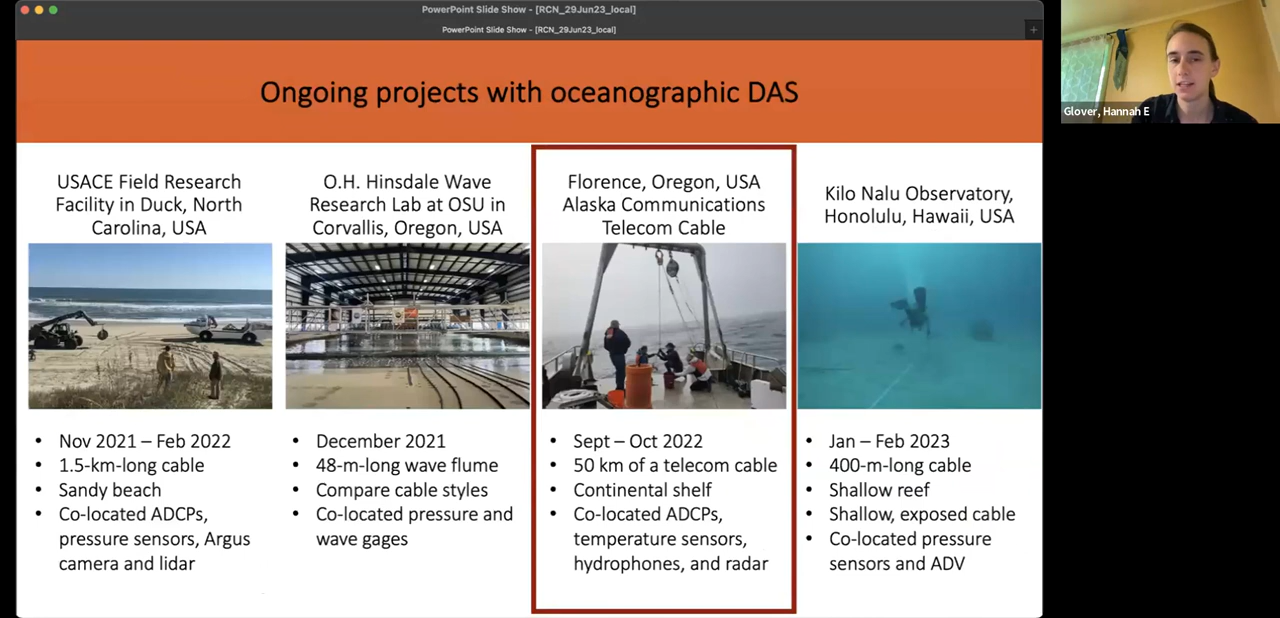 PowerPoint Slide Show - [RCN_29Jun23_local]
PowerPoint Slide Show - [RCN_29Jun23_local]
Glover, Hannah E
Ongoing projects with oceanographic DAS
USACE Field Research
Facility in Duck, North
Carolina, USA
• Nov 2021 – Feb 2022
• 1.5-km-long cable
• Sandy beach
• Co-located ADCPs,
pressure sensors, Argus
camera and lidar
O.H. Hinsdale Wave
Research Lab at OSU in
Corvallis, Oregon, USA
• December 2021
• 48-m-long wave flume
• Compare cable styles
• Co-located pressure and
wave gages
Florence, Oregon, USA
Alaska Communications
Telecom Cable
• Sept – Oct 2022
• 50 km of a telecom cable
• Continental shelf
• Co-located ADCPs,
temperature sensors,
hydrophones, and radar
Kilo Nalu Observatory,
Honolulu, Hawaii, USA
• Jan – Feb 2023
• 400-m-long cable
• Shallow reef
• Shallow, exposed cable
• Co-located pressure
sensors and ADV